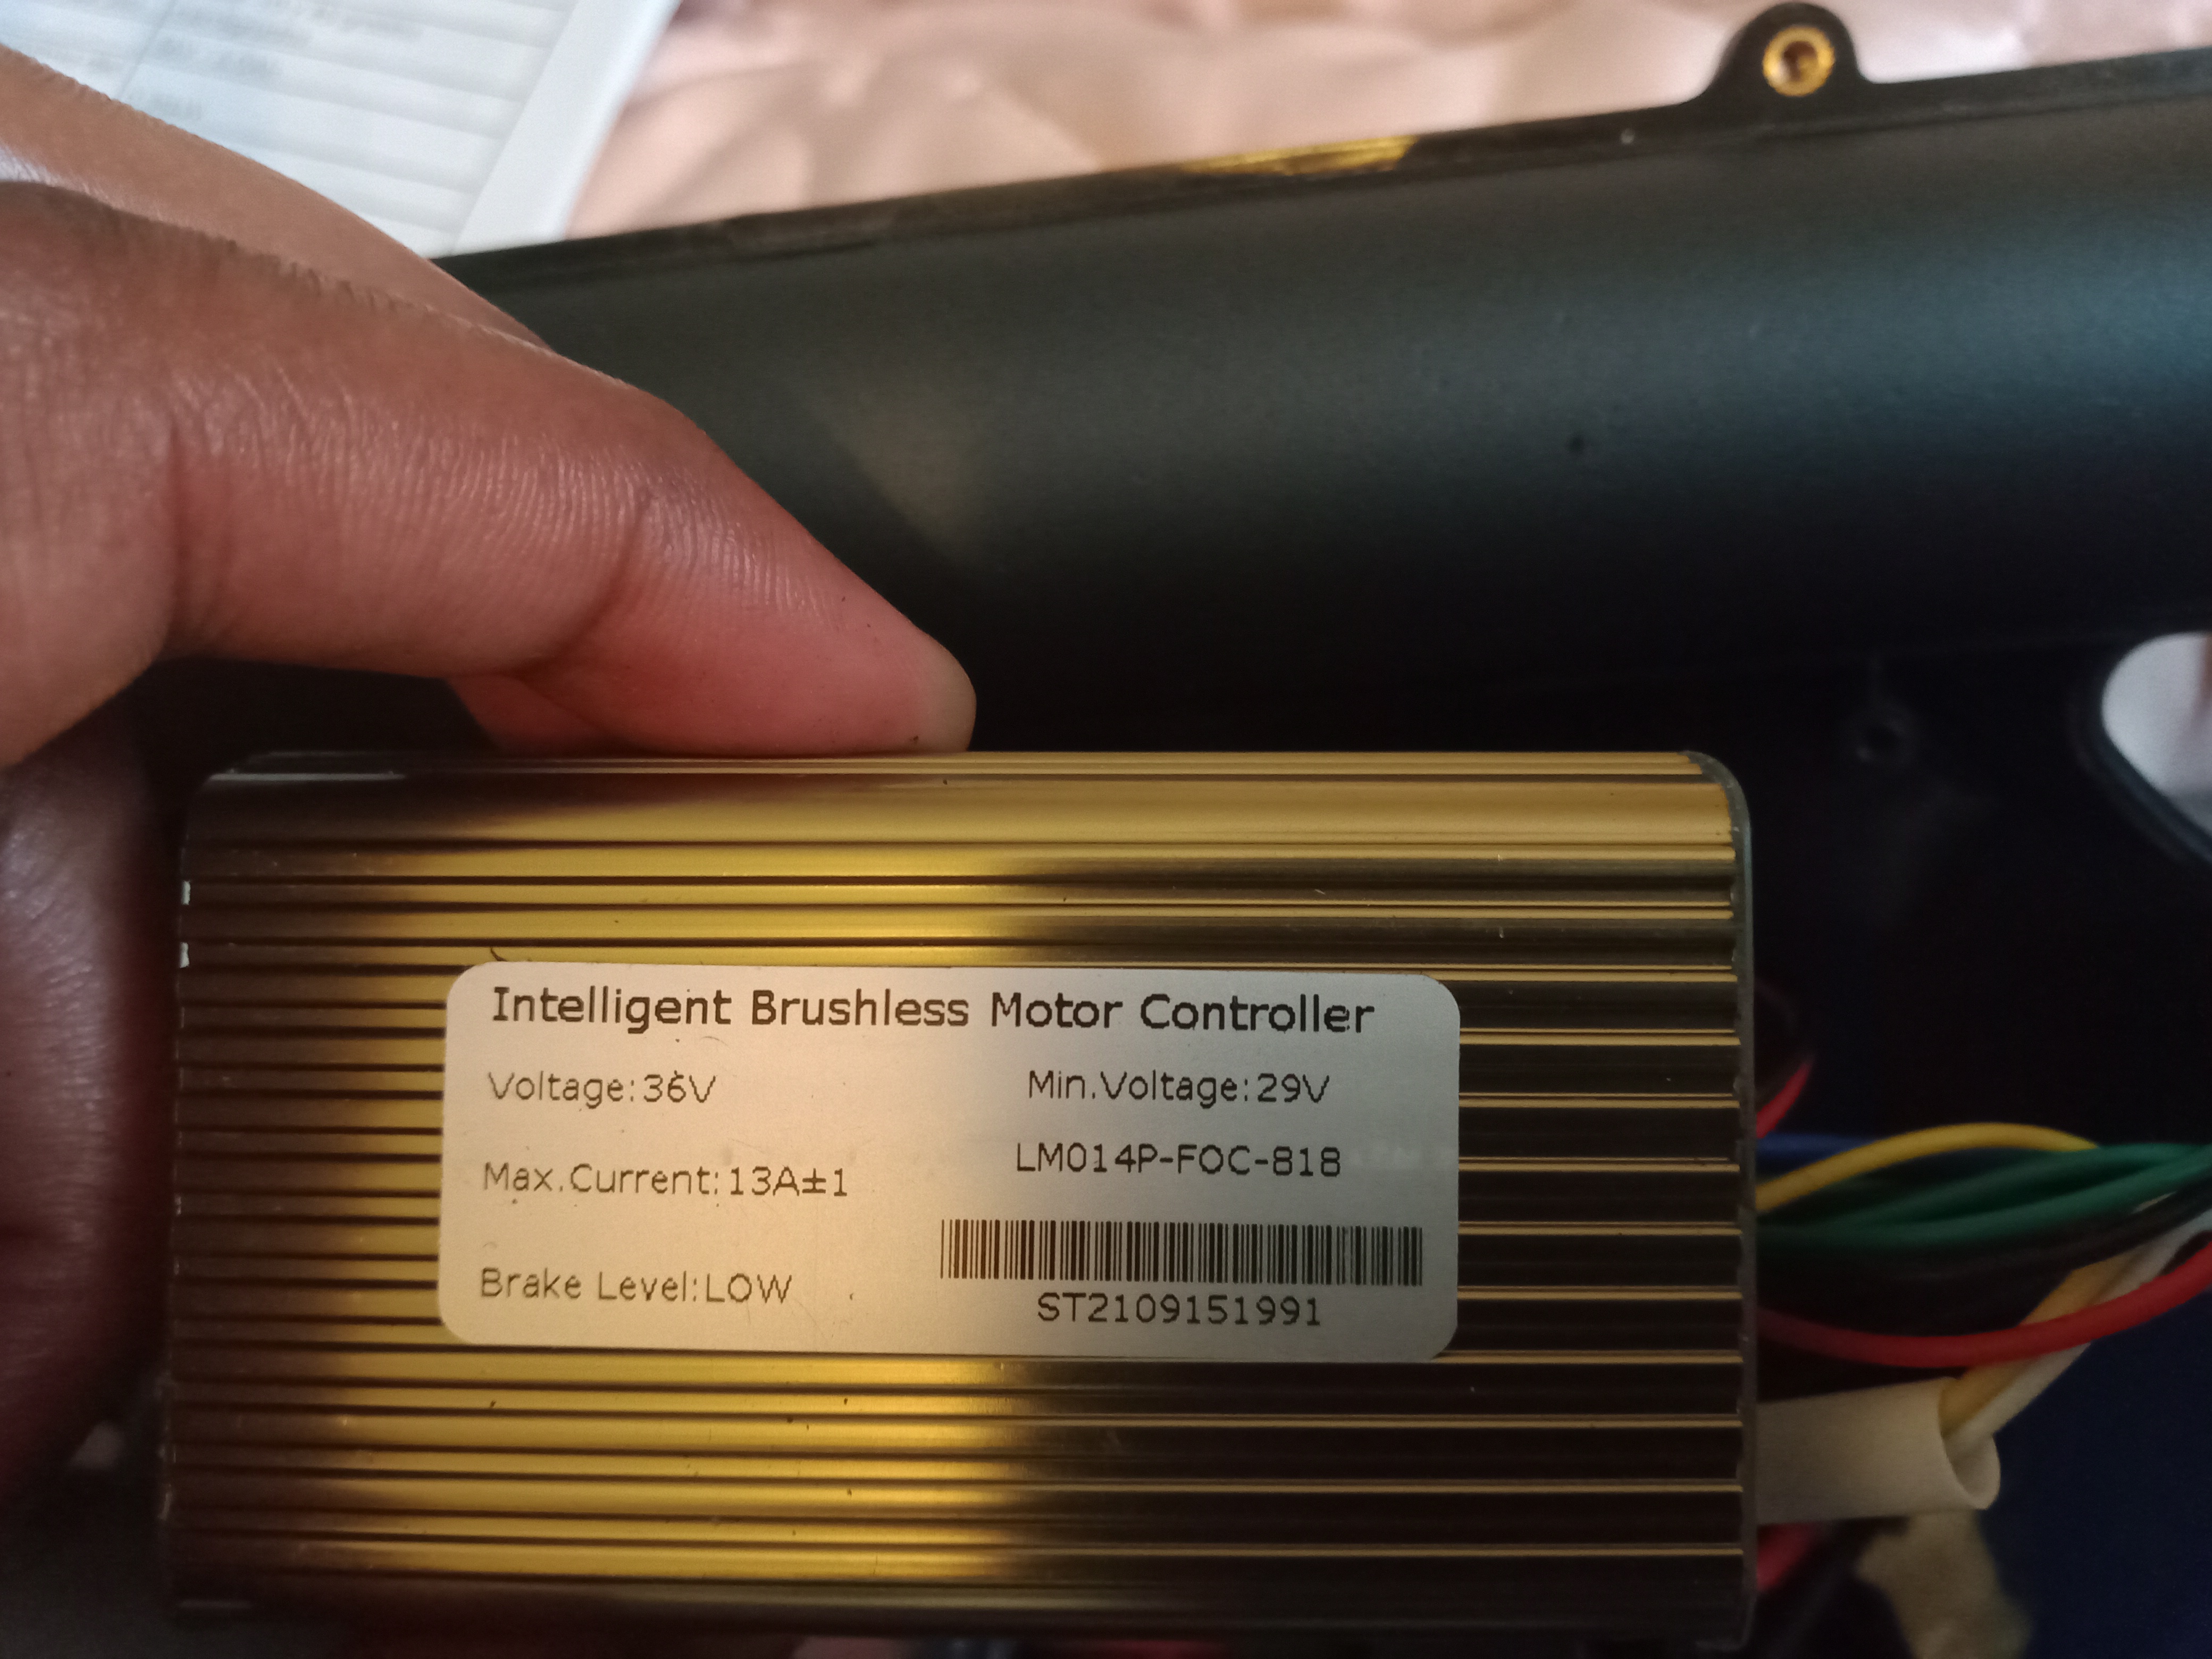 Intelligent Brushless Motor Controller
Voltage:36V
Min.Voltage:29V
Max.Current:13A±1
LM014P-FOC-818
Brake Level:LOW
ST2109151991